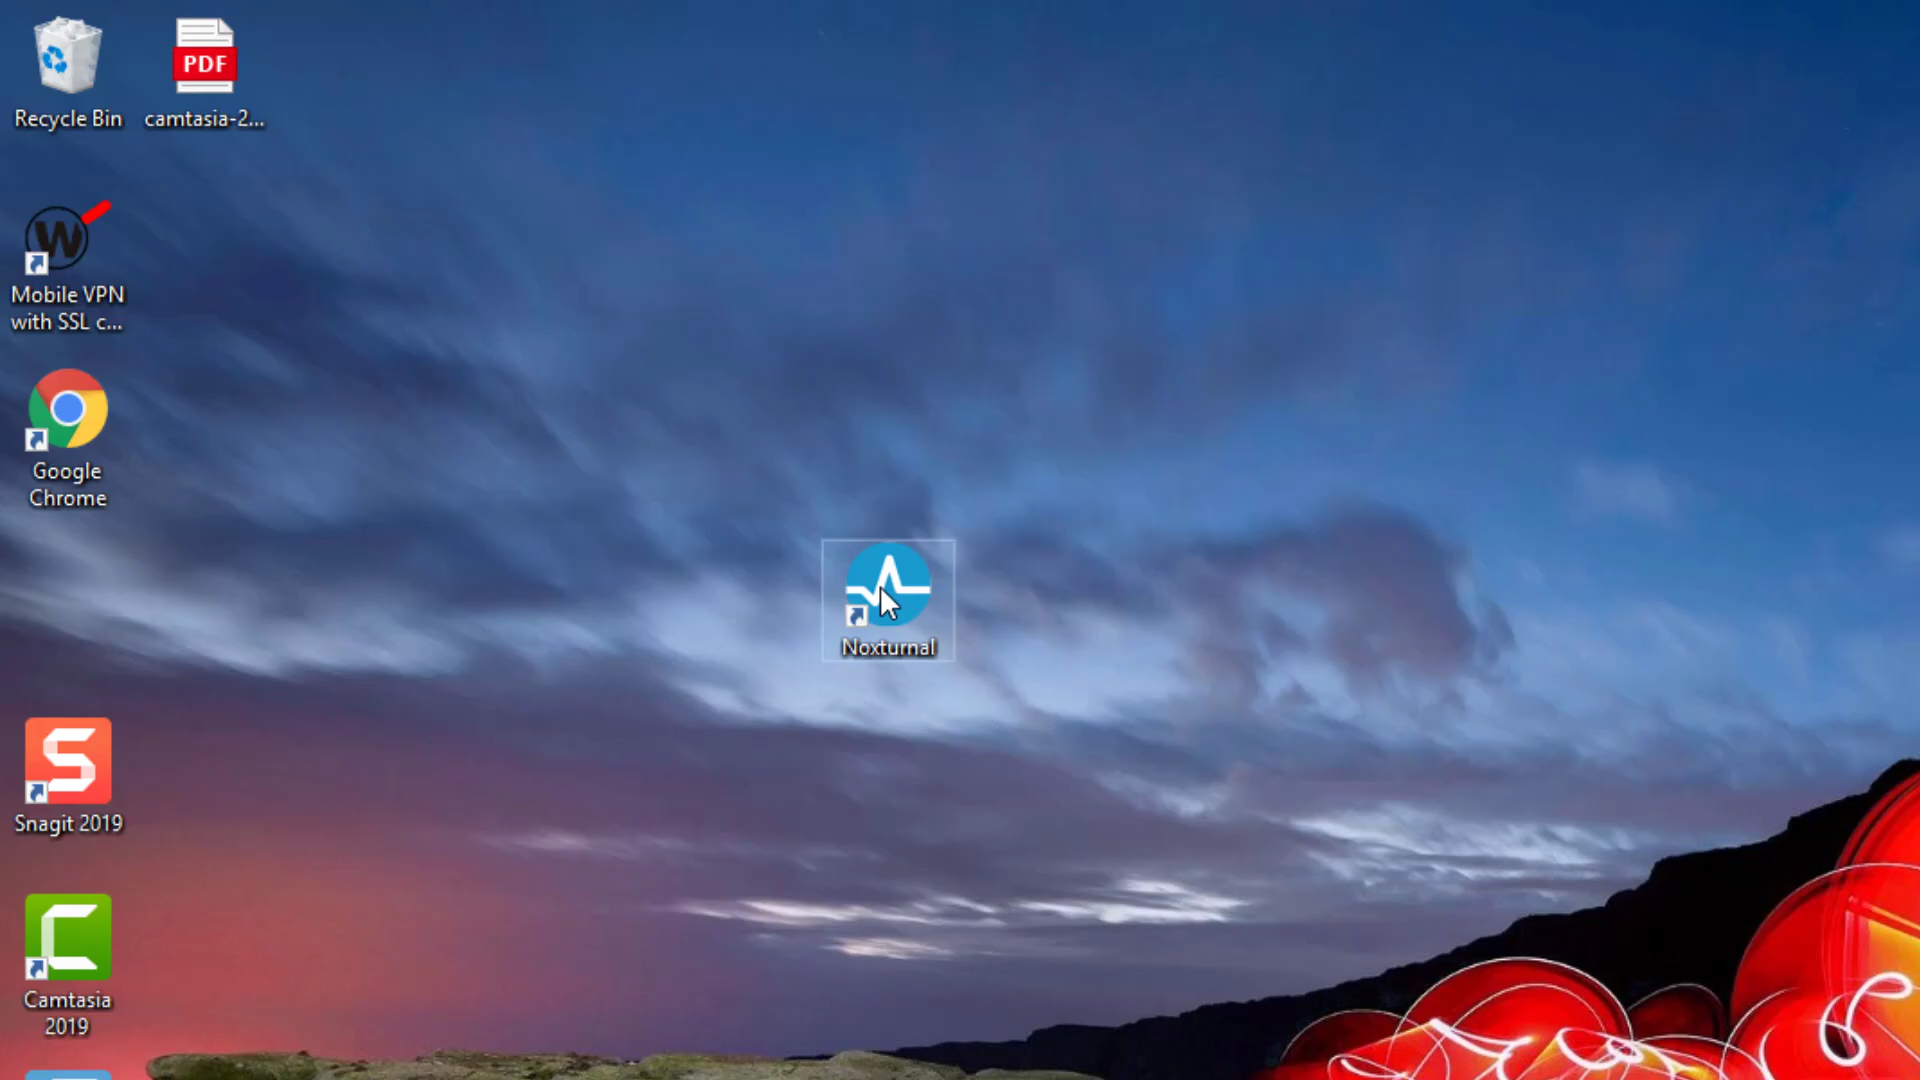 Recycle Bin
camtasia-2...
PDF
W
Mobile VPN
with SSL c...
Google
Chrome
Noxturnal
S
Snagit 2019
C
Camtasia
2019